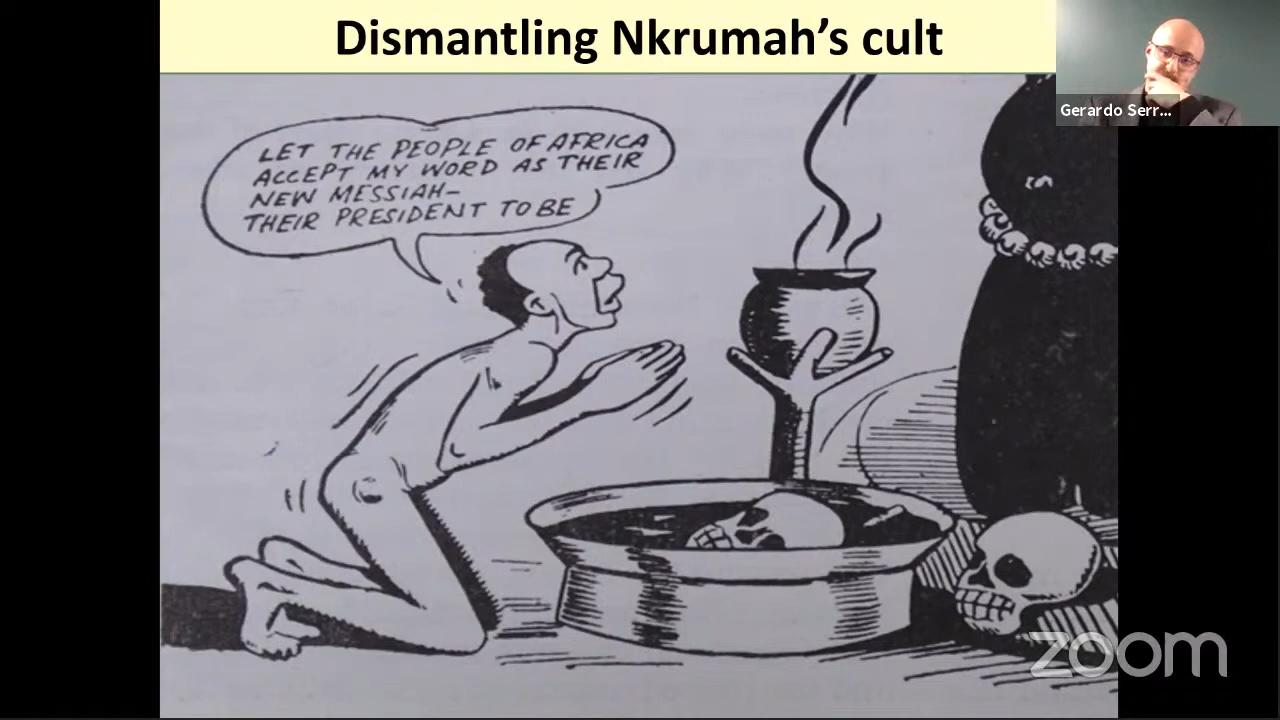 Dismantling Nkrumah's cult
Gerardo Serr...
LET THE PEOPLE OF AFRICA
ACCEPT MY WORD AS THEIR
NEW MESSIAH-
THEIR PRESIDENT TO BE
zoom